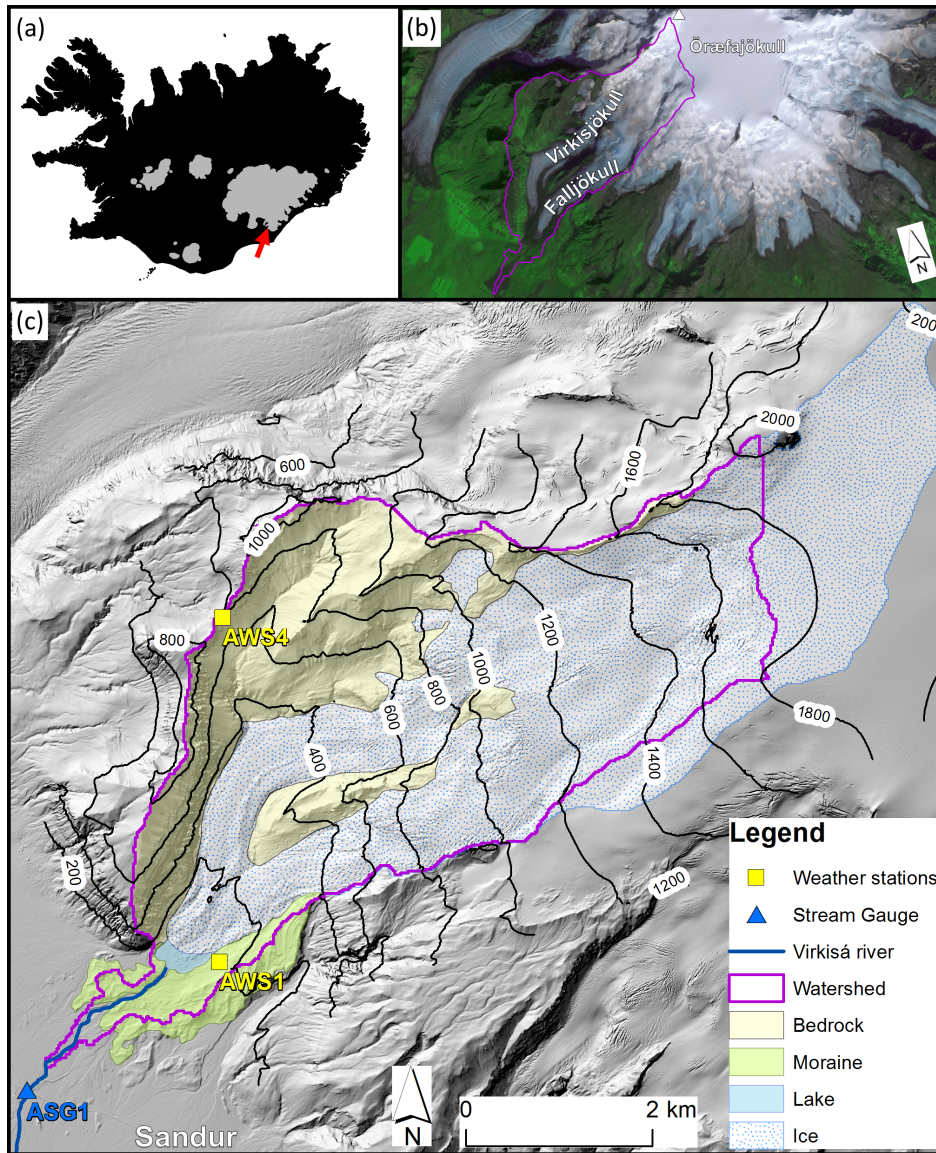 (a)
(b)
Öræfajökull
Virkisjökull
Falljökull
N
(c)
200
2000
600
1600
1000
AWS4
800
1200
1000
800
600
400
1800
1400
200
1200
AWS1
ASG1
Sandur
N
0
2 km
Legend
Weather stations
Stream Gauge
Virkisá river
Watershed
Bedrock
Moraine
Lake
Ice